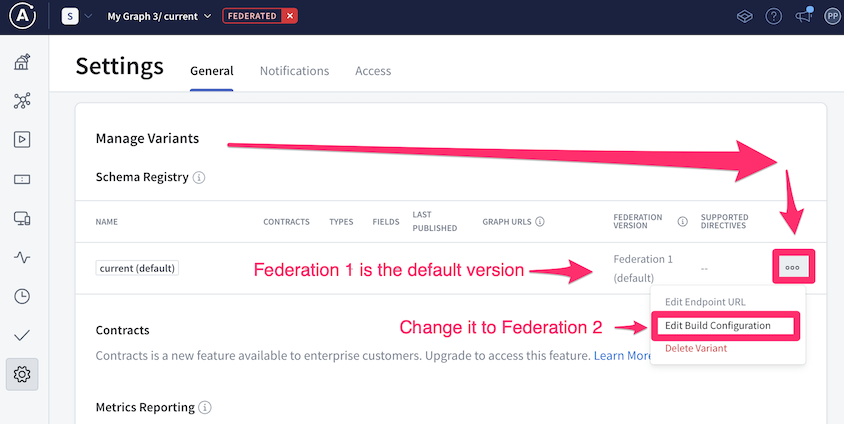 A S My Graph 3/ current FEDERATED × ? PP
Settings General Notifications Access
Manage Variants
Schema Registry i
NAME CONTRACTS TYPES FIELDS LAST PUBLISHED GRAPH URLS i FEDERATION VERSION i SUPPORTED DIRECTIVES
current (default) Federation 1 is the default version Federation 1 (default) --
Edit Endpoint URL
Change it to Federation 2 Edit Build Configuration
Delete Variant
Contracts
Contracts is a new feature available to enterprise customers. Upgrade to access this feature. Learn More
Metrics Reporting i